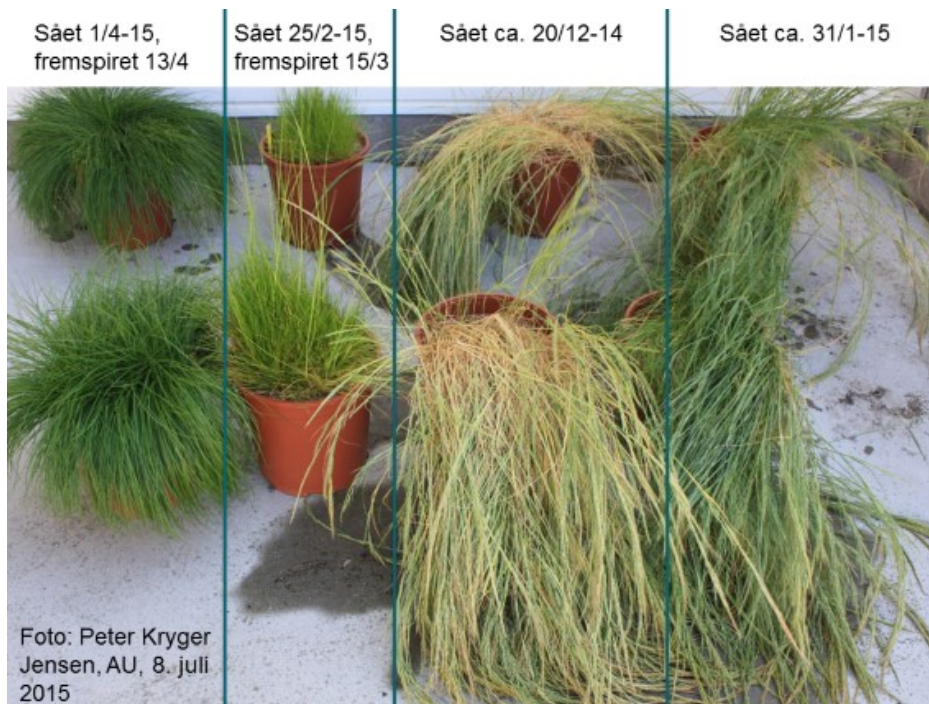 Sået 1/4-15,
fremspiret 13/4
Sået 25/2-15,
fremspiret 15/3
Sået ca. 20/12-14
Sået ca. 31/1-15
Foto: Peter Kryger
Jensen, AU, 8. juli
2015